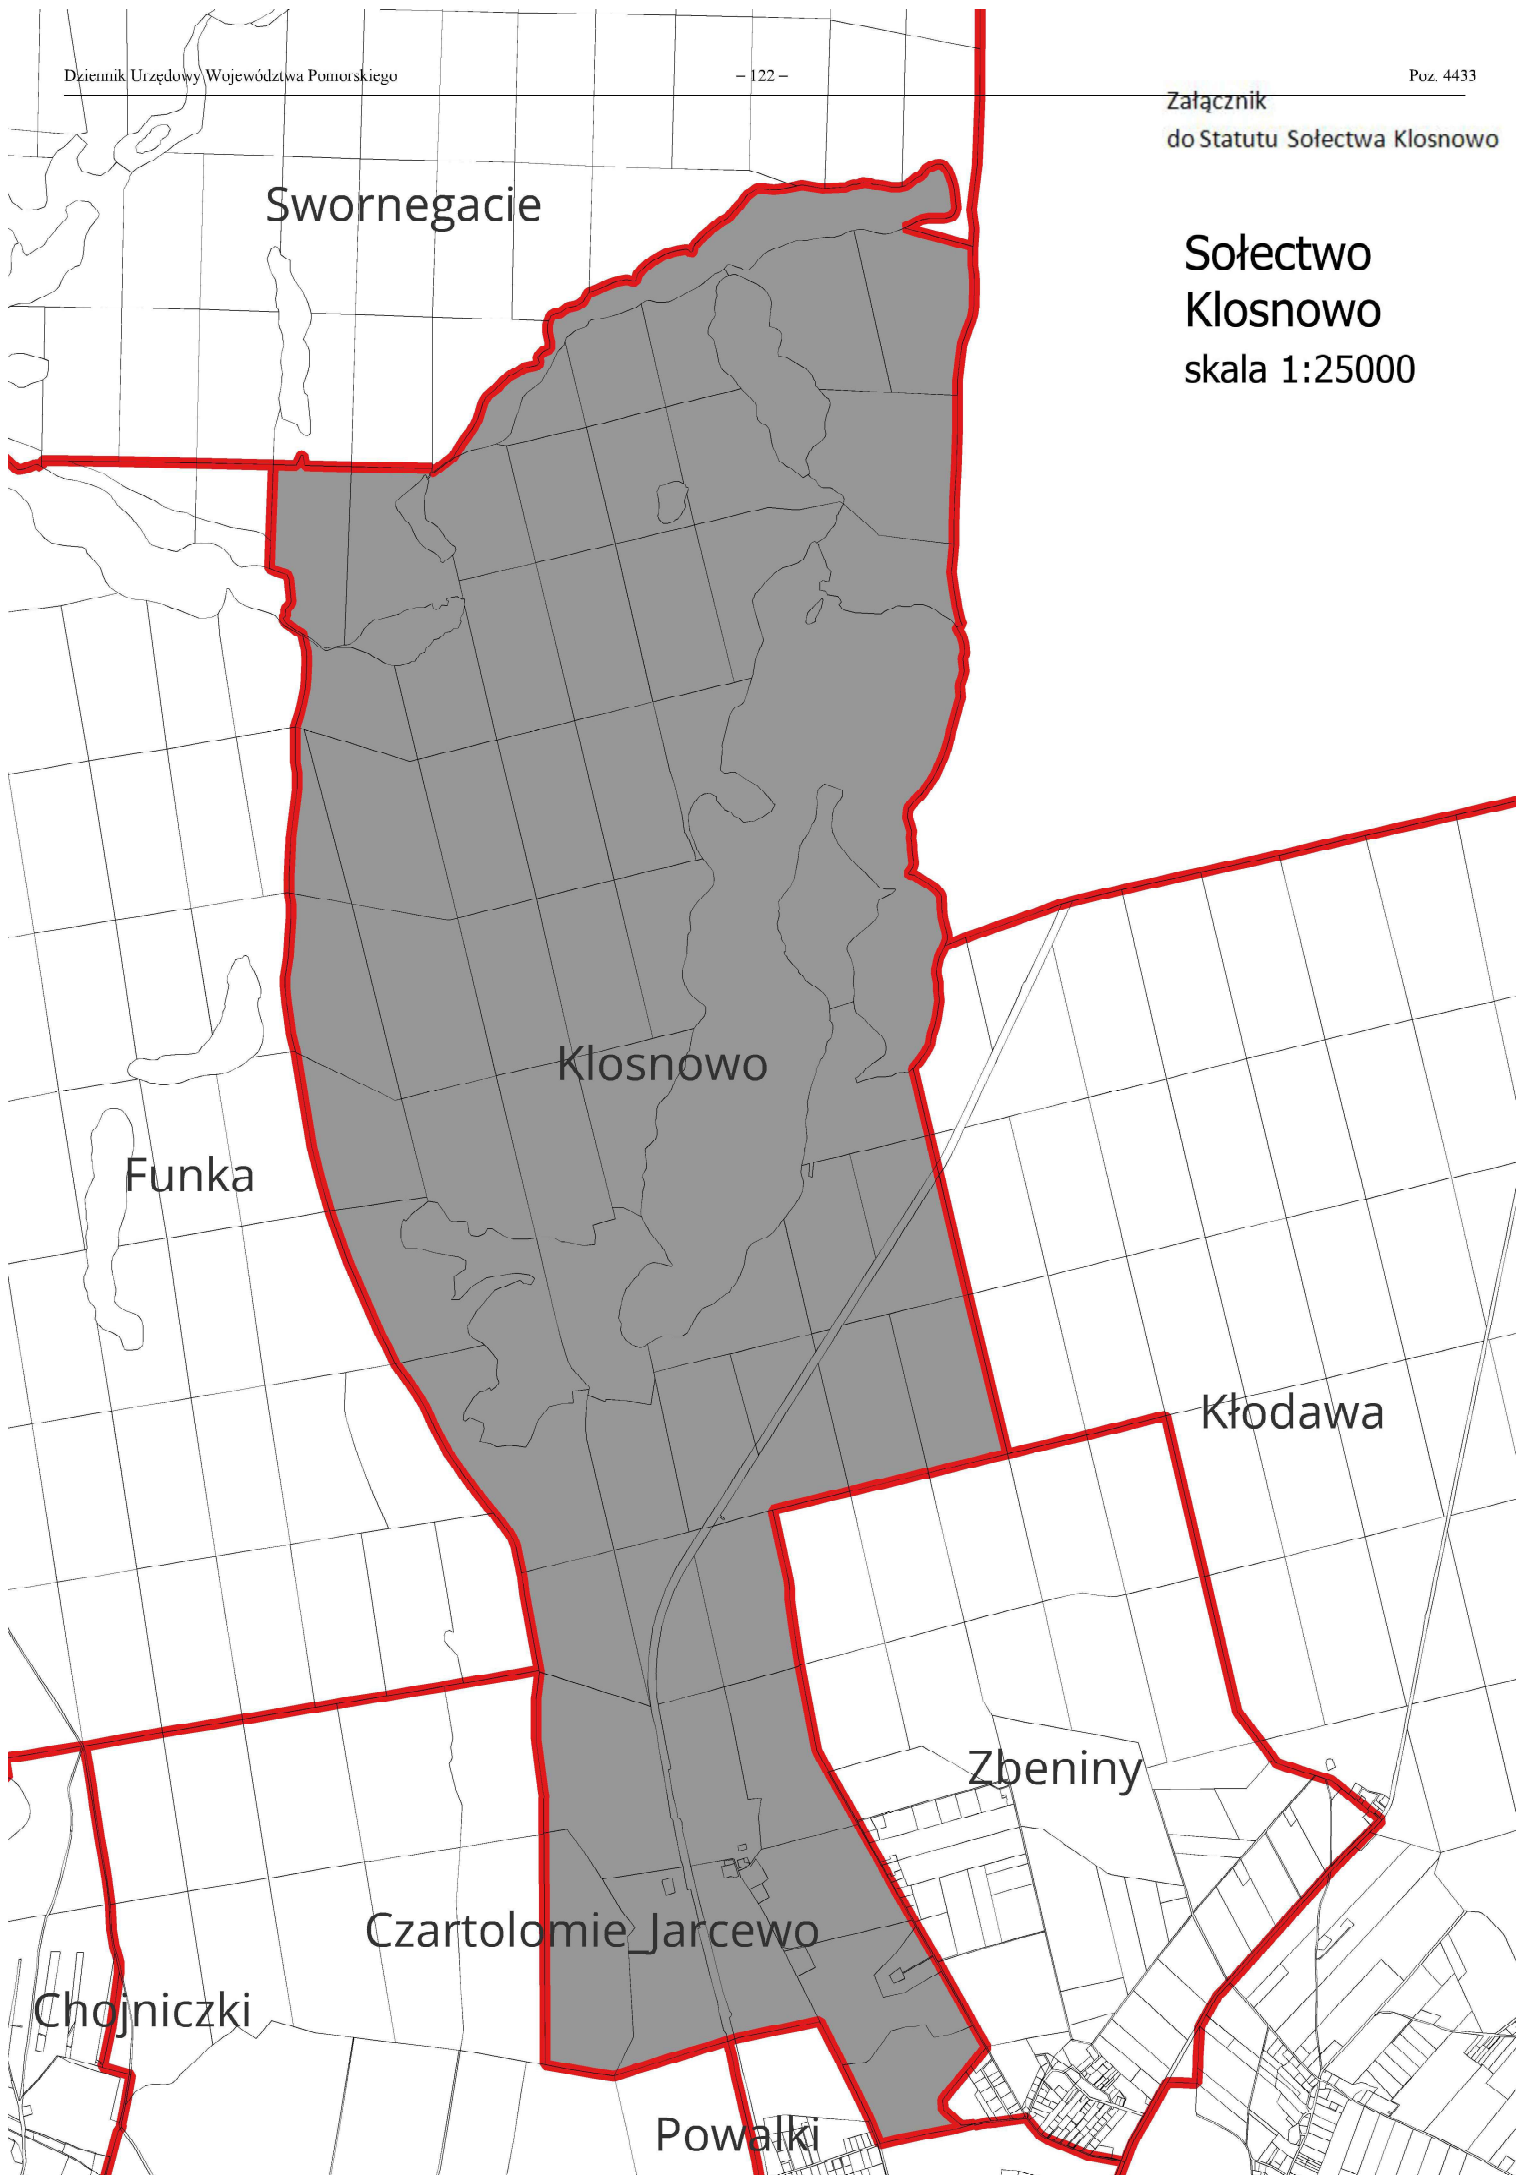 Dziennik Urzędowy Województwa Pomorskiego – 122 – Poz. 4433
Załącznik
do Statutu Sołectwa Klosnowo
Swornegacie
Sołectwo
Klosnowo
skala 1:25000
Klosnowo
Funka
Kłodawa
Zbeniny
Czartolomie_Jarcewo
Chojniczki
Powałki